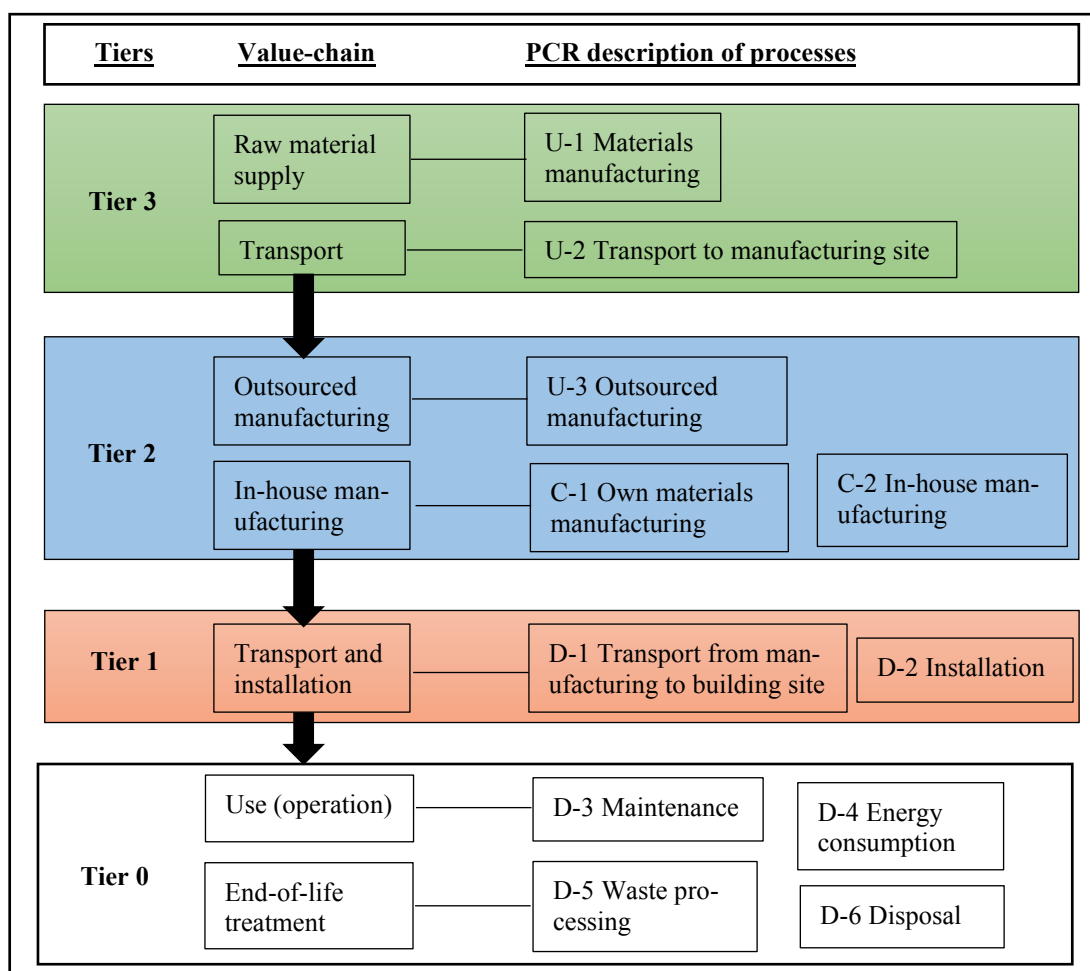 Tiers Value-chain PCR description of processes
Raw material
supply
U-1 Materials
manufacturing
Tier 3
Transport
U-2 Transport to manufacturing site
Outsourced
manufacturing
U-3 Outsourced
manufacturing
Tier 2
In-house man-
ufacturing
C-1 Own materials
manufacturing
C-2 In-house man-
ufacturing
Tier 1
Transport and
installation
D-1 Transport from man-
ufacturing to building site
D-2 Installation
Use (operation)
D-3 Maintenance
D-4 Energy
consumption
Tier 0
End-of-life
treatment
D-5 Waste pro-
cessing
D-6 Disposal